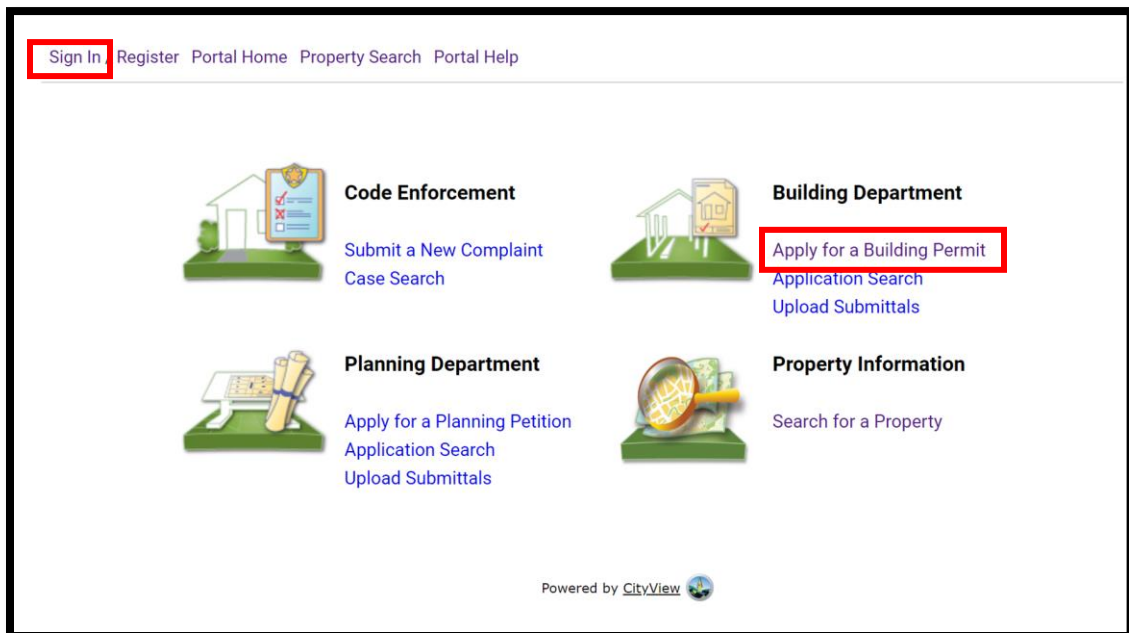 Sign In / Register Portal Home Property Search Portal Help
Code Enforcement
Submit a New Complaint
Case Search
Building Department
Apply for a Building Permit
Application Search
Upload Submittals
Planning Department
Apply for a Planning Petition
Application Search
Upload Submittals
Property Information
Search for a Property
Powered by CityView